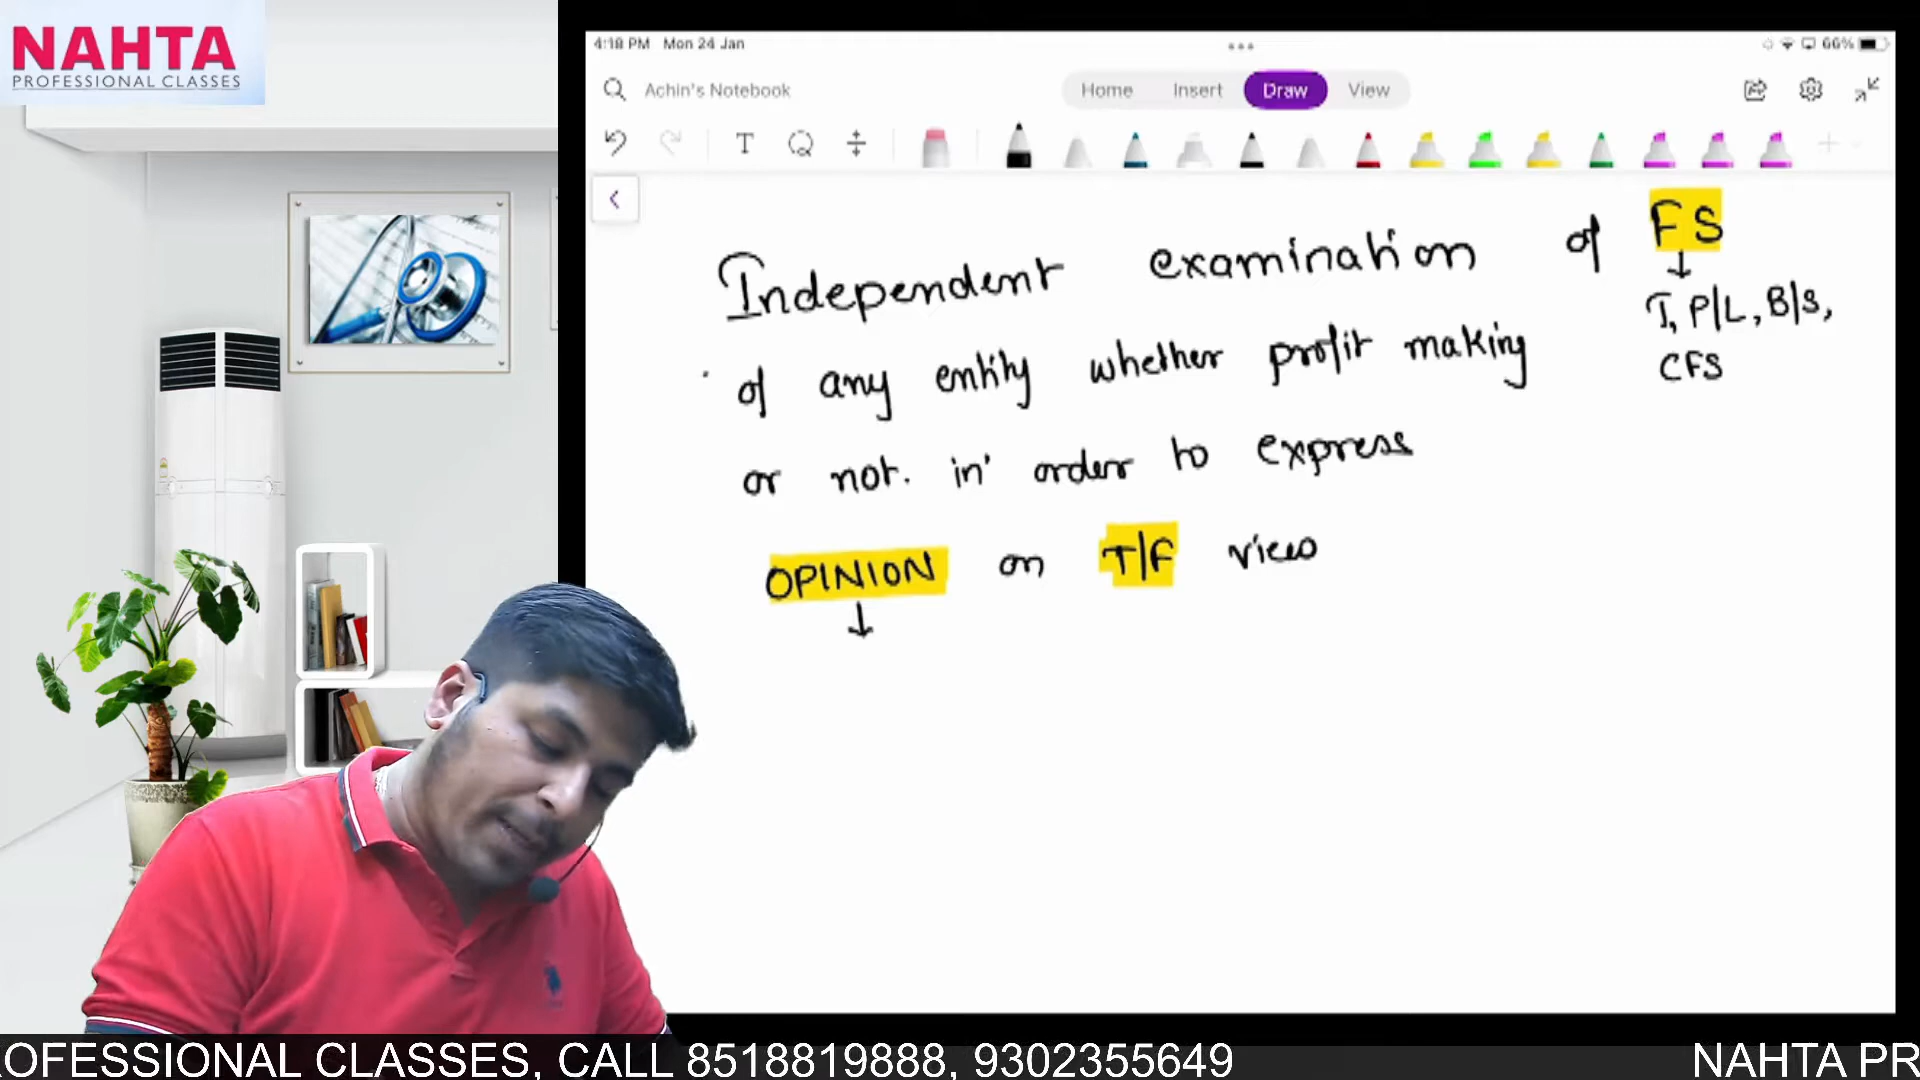 NAHTA
PROFESSIONAL CLASSES
4:18 PM Mon 24 Jan
66%
Achin's Notebook
Home Insert Draw View
T
Independent examination of FS
T, P/L, B/S,
CFS
of any entity whether profit making
or not. in order to express
OPINION on T/F view
OFESSIONAL CLASSES, CALL 8518819888, 9302355649 NAHTA PR